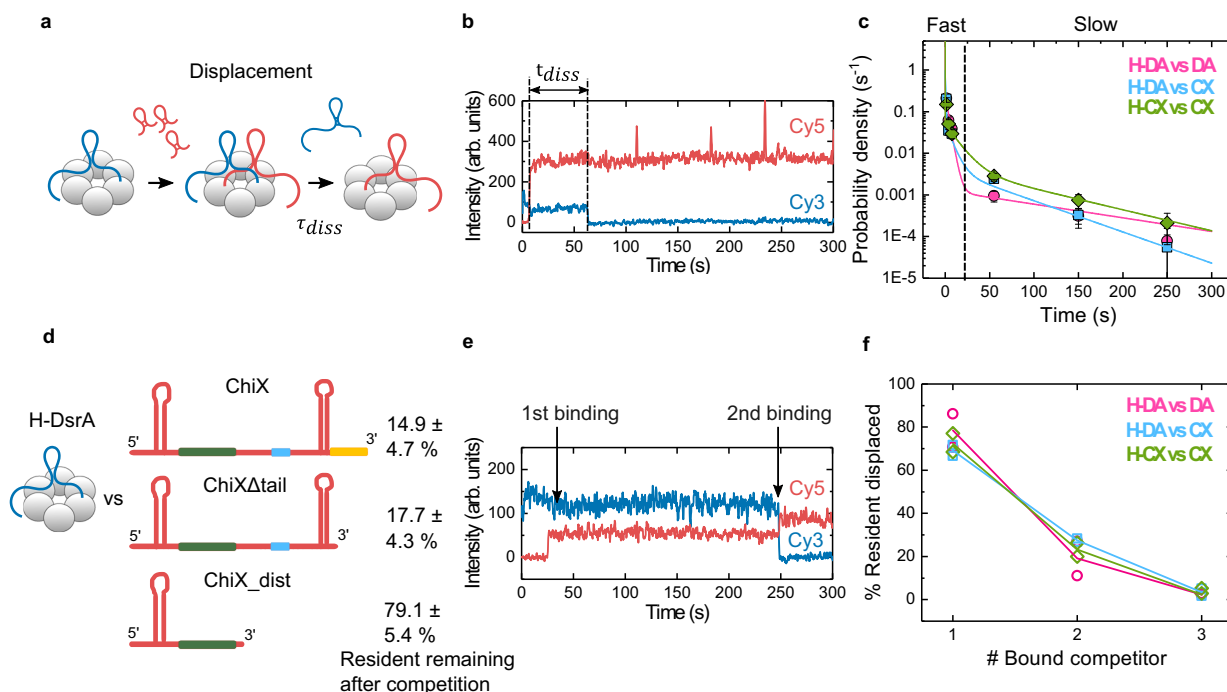 a
Displacement
τdiss
b
tdiss
Cy5
Cy3
Intensity (arb. units)
600
400
200
0
0 50 100 150 200 250 300
Time (s)
c
Fast Slow
H-DA vs DA
H-DA vs CX
H-CX vs CX
Probability density (s⁻¹)
1
0.1
0.01
0.001
1E-4
1E-5
0 50 100 150 200 250 300
Time (s)
d
H-DsrA
vs
ChiX
5' 3'
14.9 ±
4.7 %
ChiXΔtail
5' 3'
17.7 ±
4.3 %
ChiX_dist
5' 3'
79.1 ±
5.4 %
Resident remaining
after competition
e
1st binding 2nd binding
Cy5
Cy3
Intensity (arb. units)
200
100
0
0 50 100 150 200 250 300
Time (s)
f
H-DA vs DA
H-DA vs CX
H-CX vs CX
% Resident displaced
100
80
60
40
20
0
1 2 3
# Bound competitor